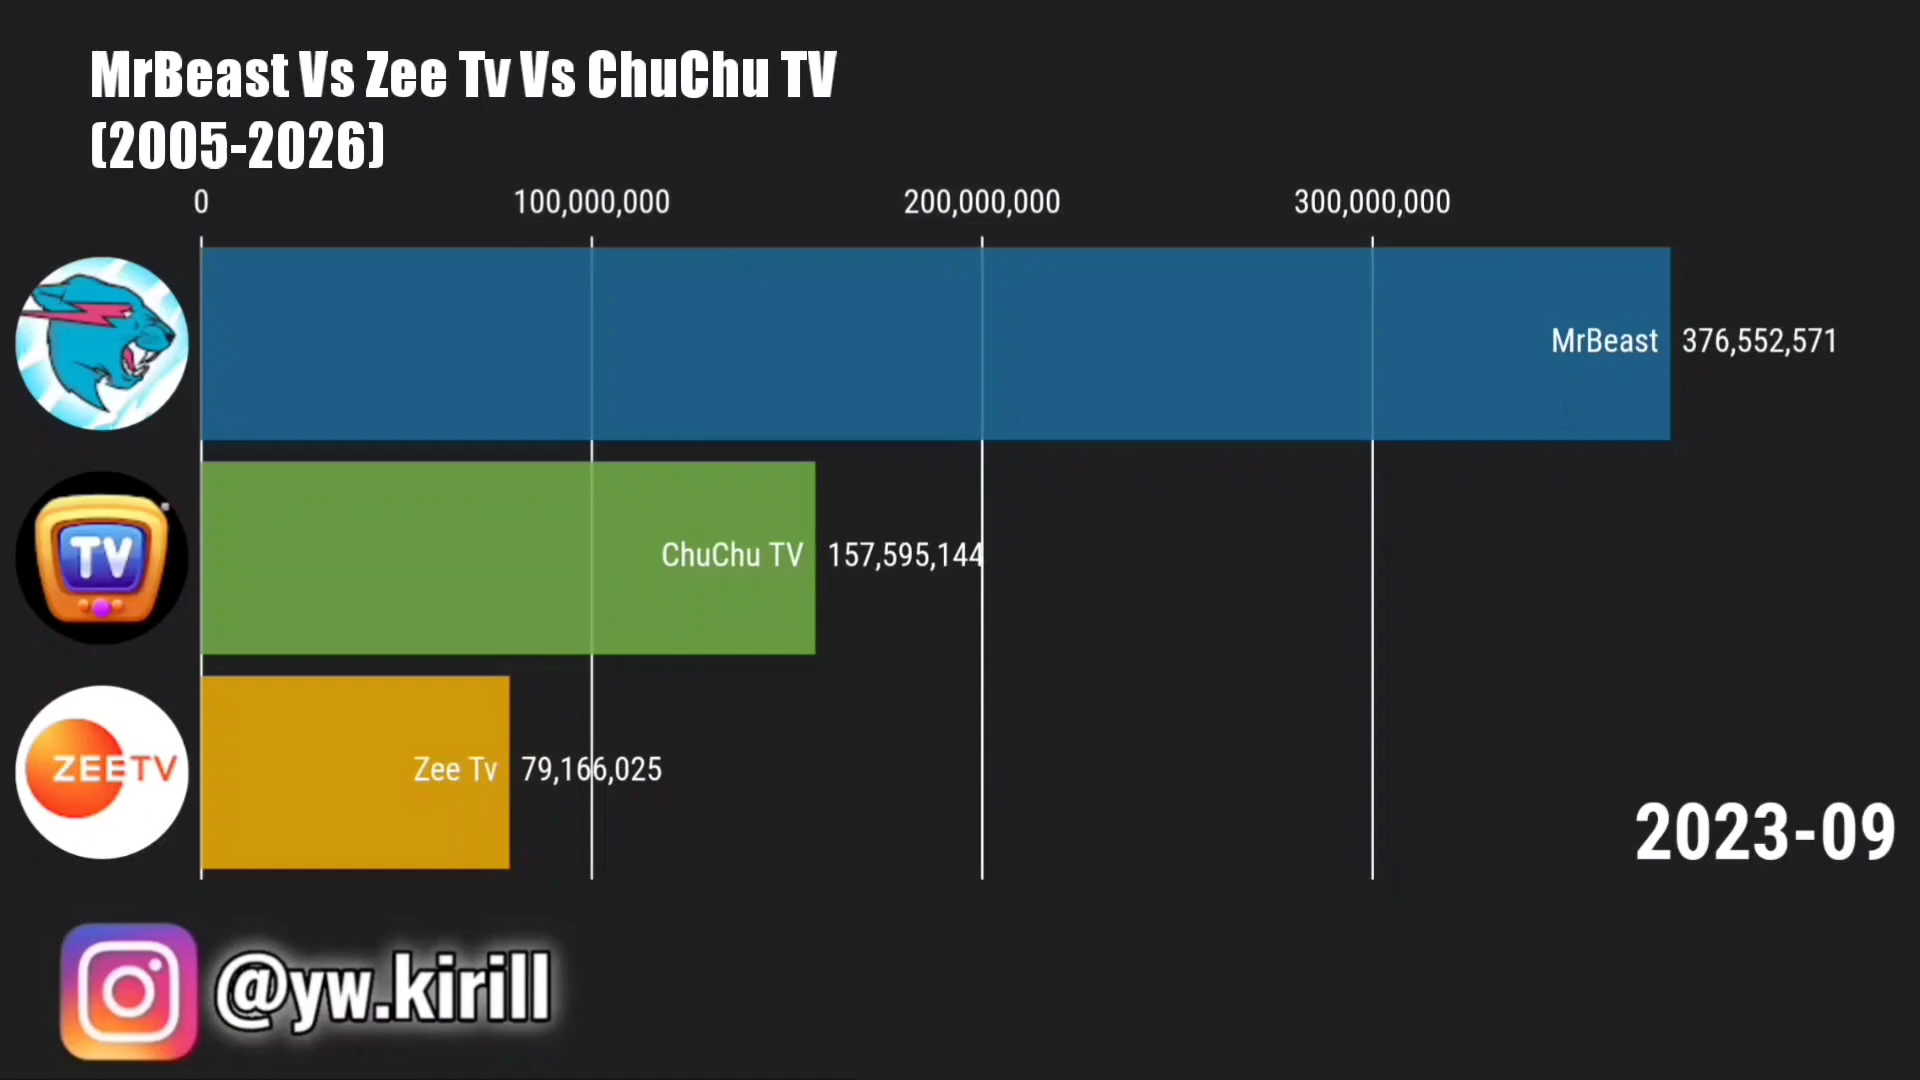 MrBeast Vs Zee Tv Vs ChuChu TV
(2005-2026)
0 100,000,000 200,000,000 300,000,000
MrBeast 376,552,571
TV
ChuChu TV 157,595,144
ZEETV
Zee Tv 79,166,025
2023-09
@yw.kirill